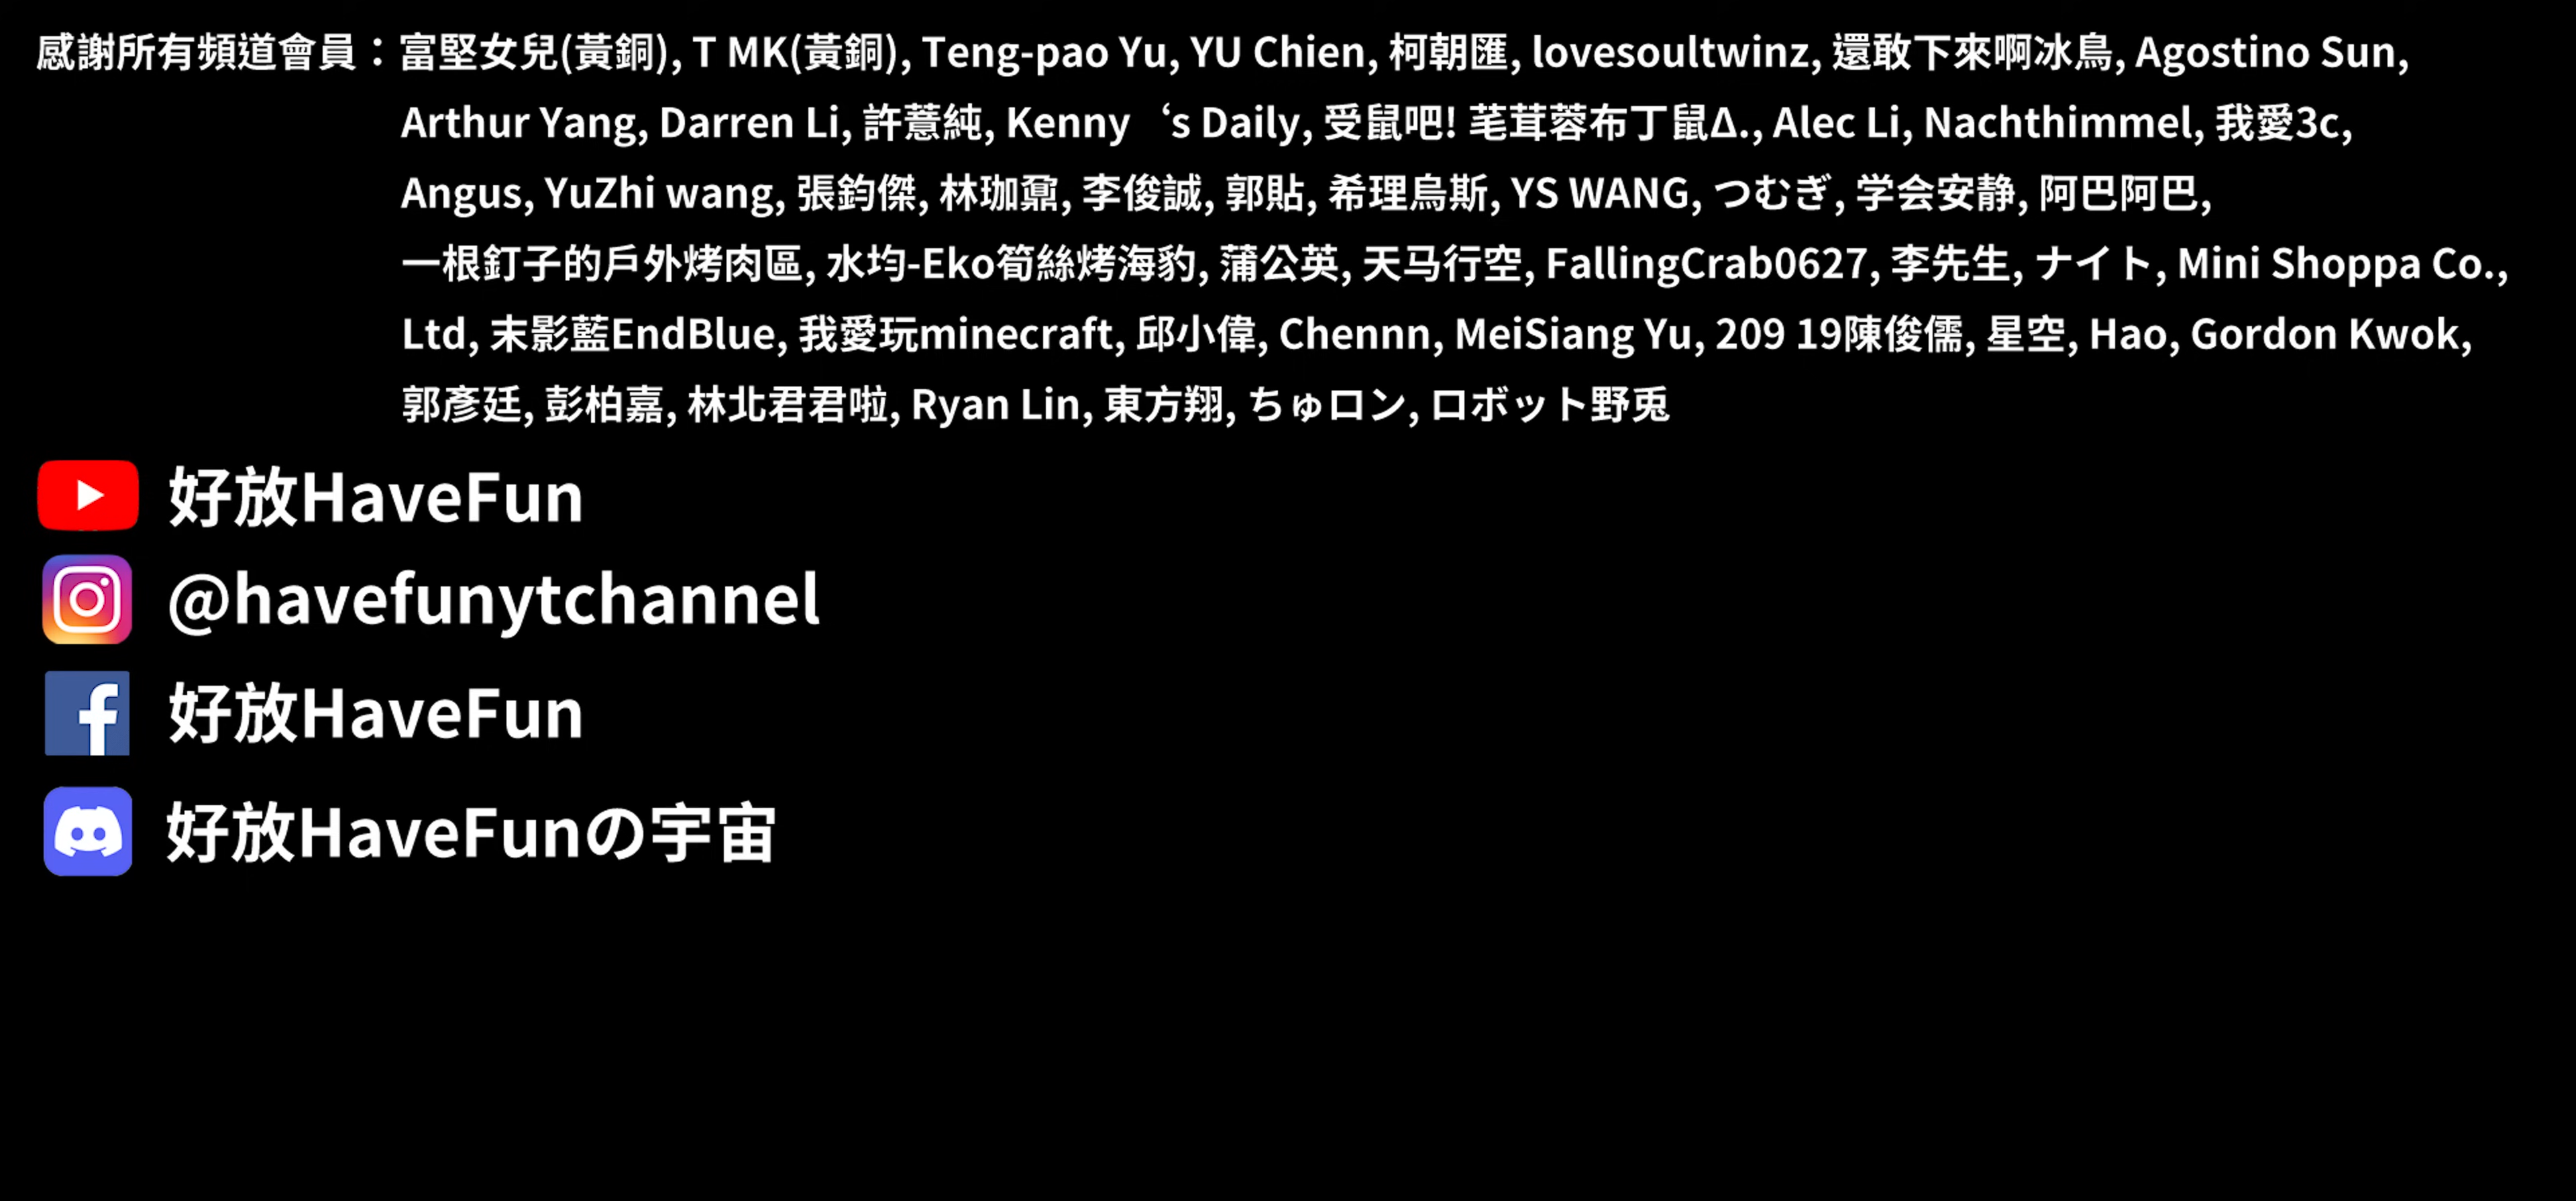 感謝所有頻道會員：富堅女兒(黃銅), T MK(黃銅), Teng-pao Yu, YU Chien, 柯朝匯, lovesoultwinz, 還敢下來啊冰鳥, Agostino Sun,
Arthur Yang, Darren Li, 許薏純, Kenny ‘s Daily, 受鼠吧! 芼茸蓉布丁鼠Δ., Alec Li, Nachthimmel, 我愛3c,
Angus, YuZhi wang, 張鈞傑, 林珈鼐, 李俊誠, 郭貼, 希理烏斯, YS WANG, つむぎ, 学会安静, 阿巴阿巴,
一根釘子的戶外烤肉區, 水均-Eko筍絲烤海豹, 蒲公英, 天马行空, FallingCrab0627, 李先生, ナイト, Mini Shoppa Co.,
Ltd, 末影藍EndBlue, 我愛玩minecraft, 邱小偉, Chennn, MeiSiang Yu, 209 19陳俊儒, 星空, Hao, Gordon Kwok,
郭彥廷, 彭柏嘉, 林北君君啦, Ryan Lin, 東方翔, ちゅロン, ロボット野兎
好放HaveFun
@havefunytchannel
好放HaveFun
好放HaveFunの宇宙